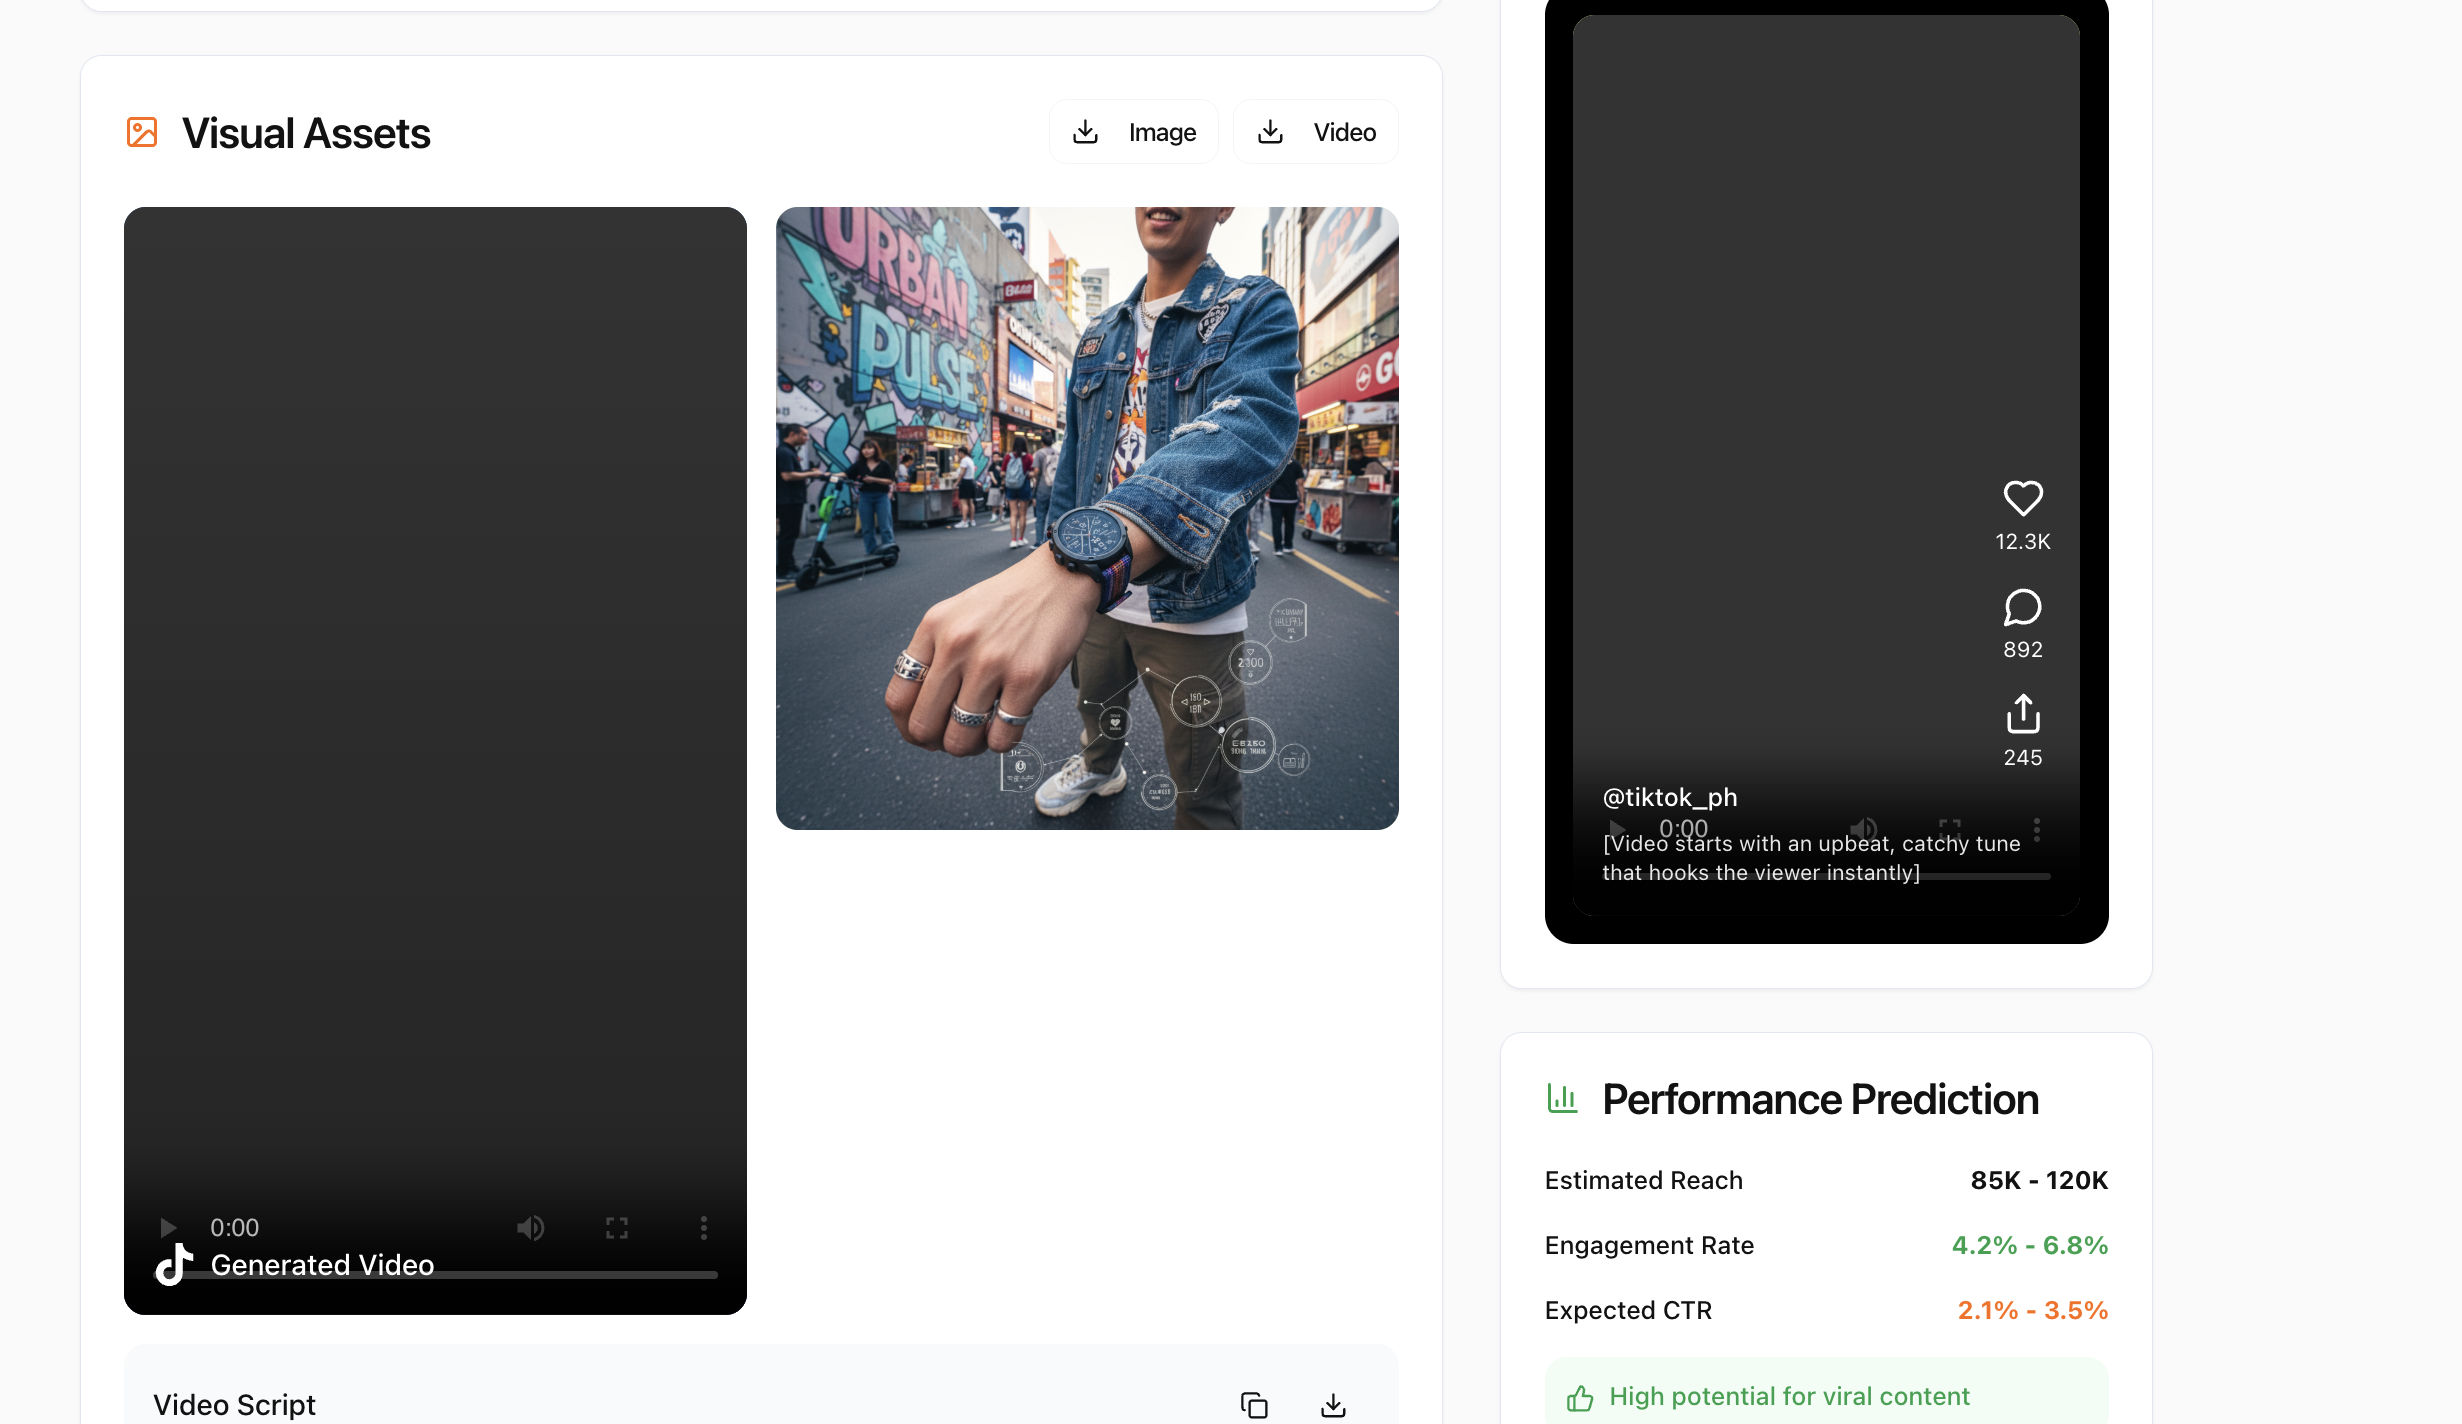 Visual Assets
Image
Video
URBAN
PULSE
0:00
Generated Video
Video Script
12.3K
892
245
@tiktok_ph
0:00
[Video starts with an upbeat, catchy tune
that hooks the viewer instantly]
Performance Prediction
Estimated Reach 85K - 120K
Engagement Rate 4.2% - 6.8%
Expected CTR 2.1% - 3.5%
High potential for viral content